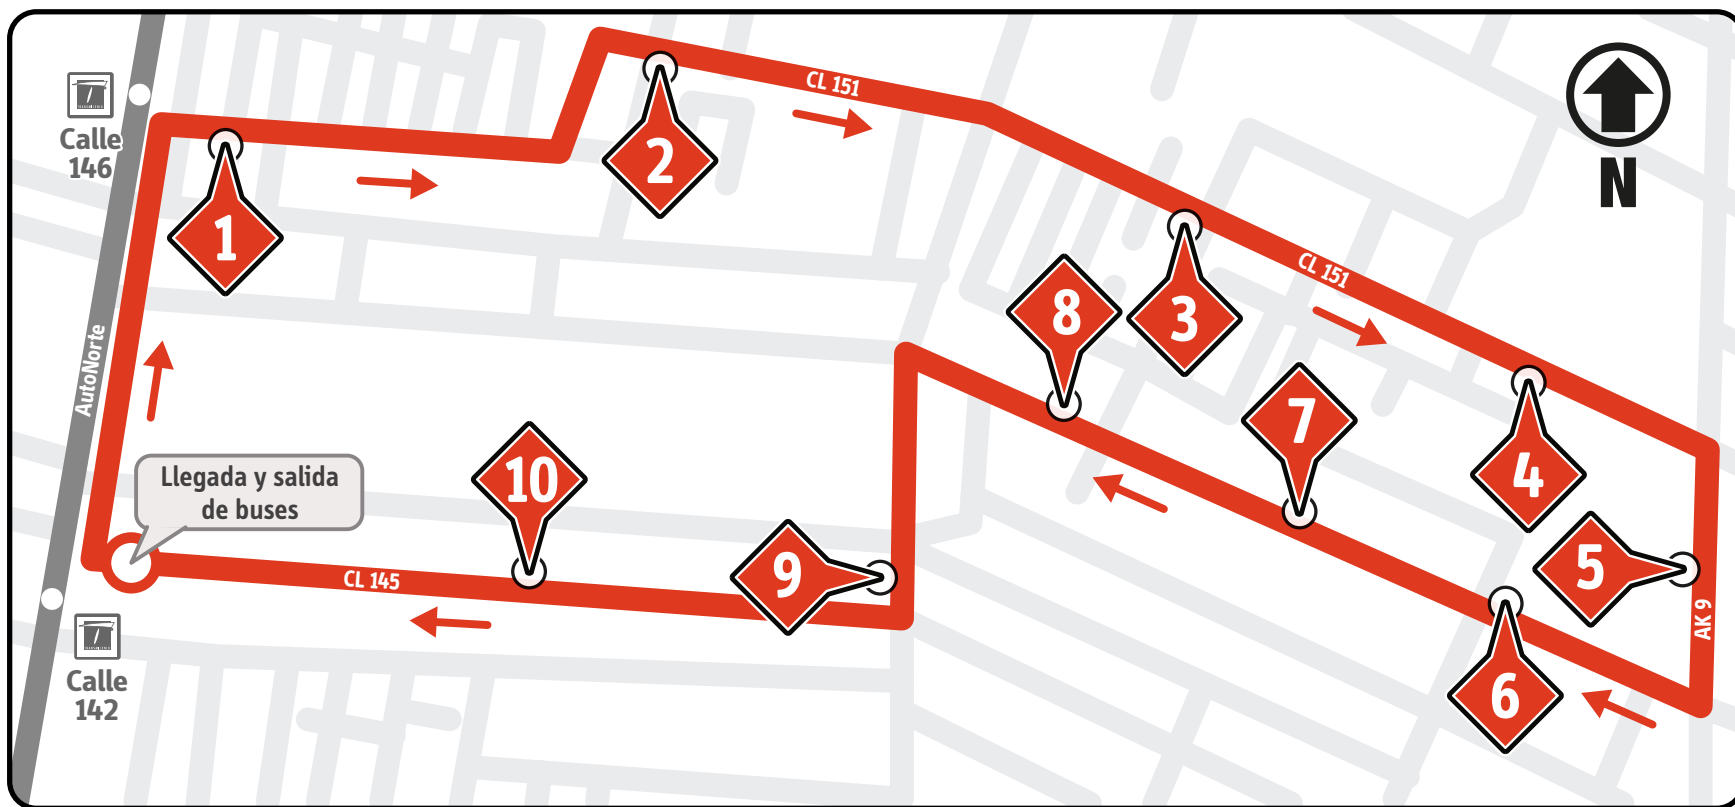 CL 151
Calle
146
1
2
N
CL 151
3
8
AutoNorte
7
4
Llegada y salida
de buses
10
9
5
CL 145
AK 9
Calle
142
6